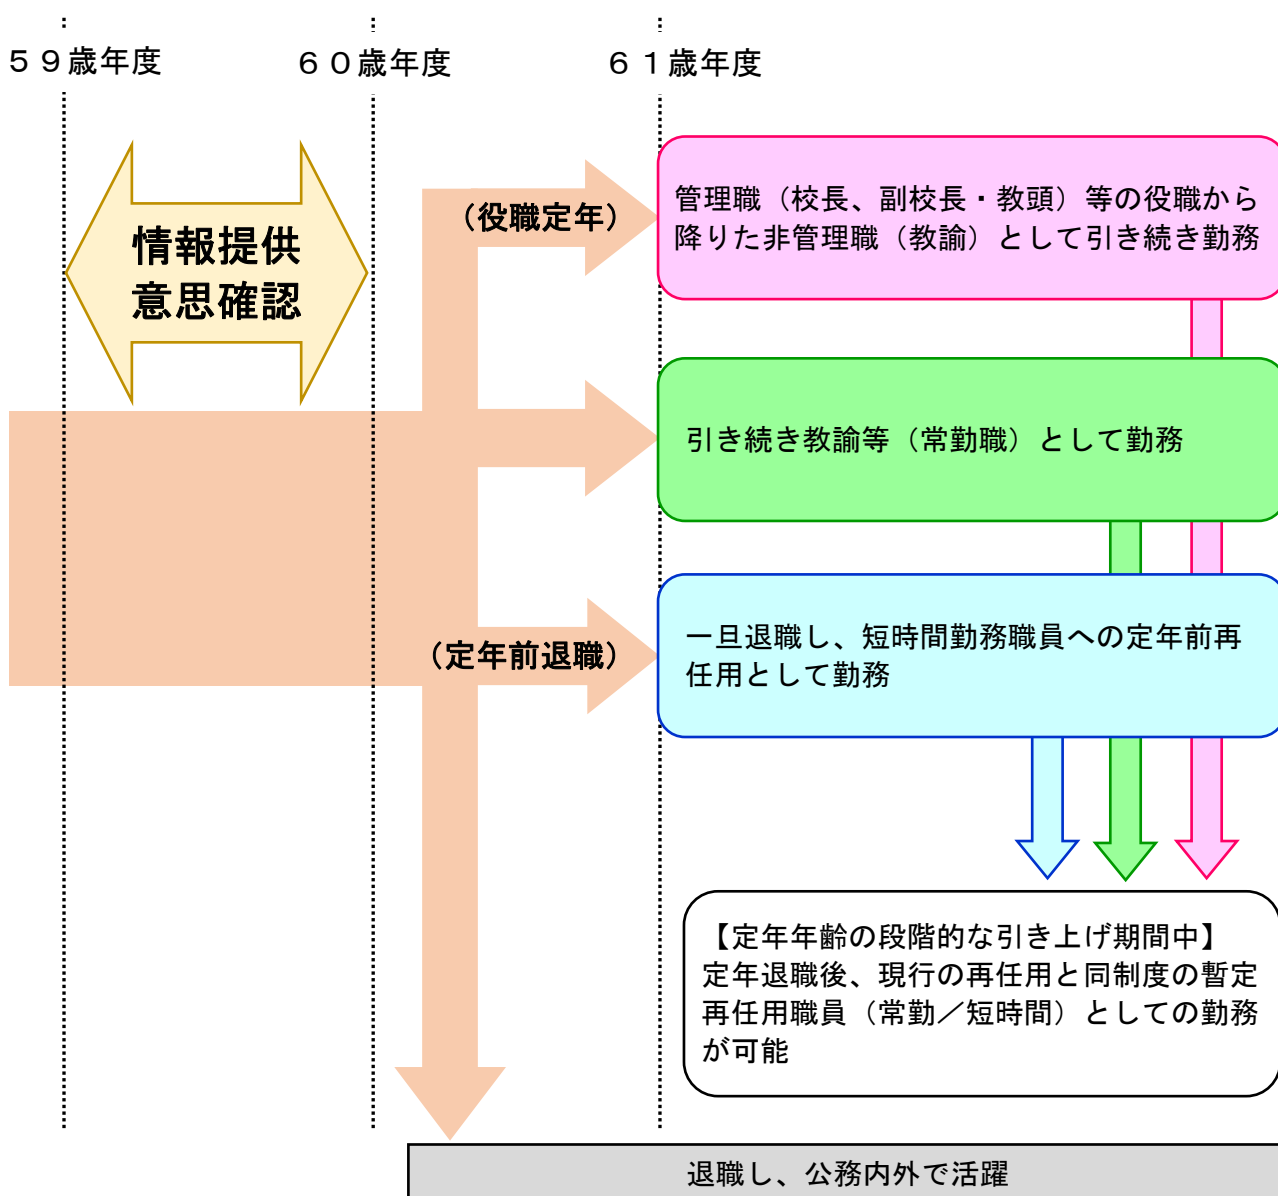 ５９歳年度
６０歳年度
６１歳年度
情報提供
意思確認
（役職定年）
管理職（校長、副校長・教頭）等の役職から
降りた非管理職（教諭）として引き続き勤務
引き続き教諭等（常勤職）として勤務
（定年前退職）
一旦退職し、短時間勤務職員への定年前再
任用として勤務
【定年年齢の段階的な引き上げ期間中】
定年退職後、現行の再任用と同制度の暫定
再任用職員（常勤／短時間）としての勤務
が可能
退職し、公務内外で活躍